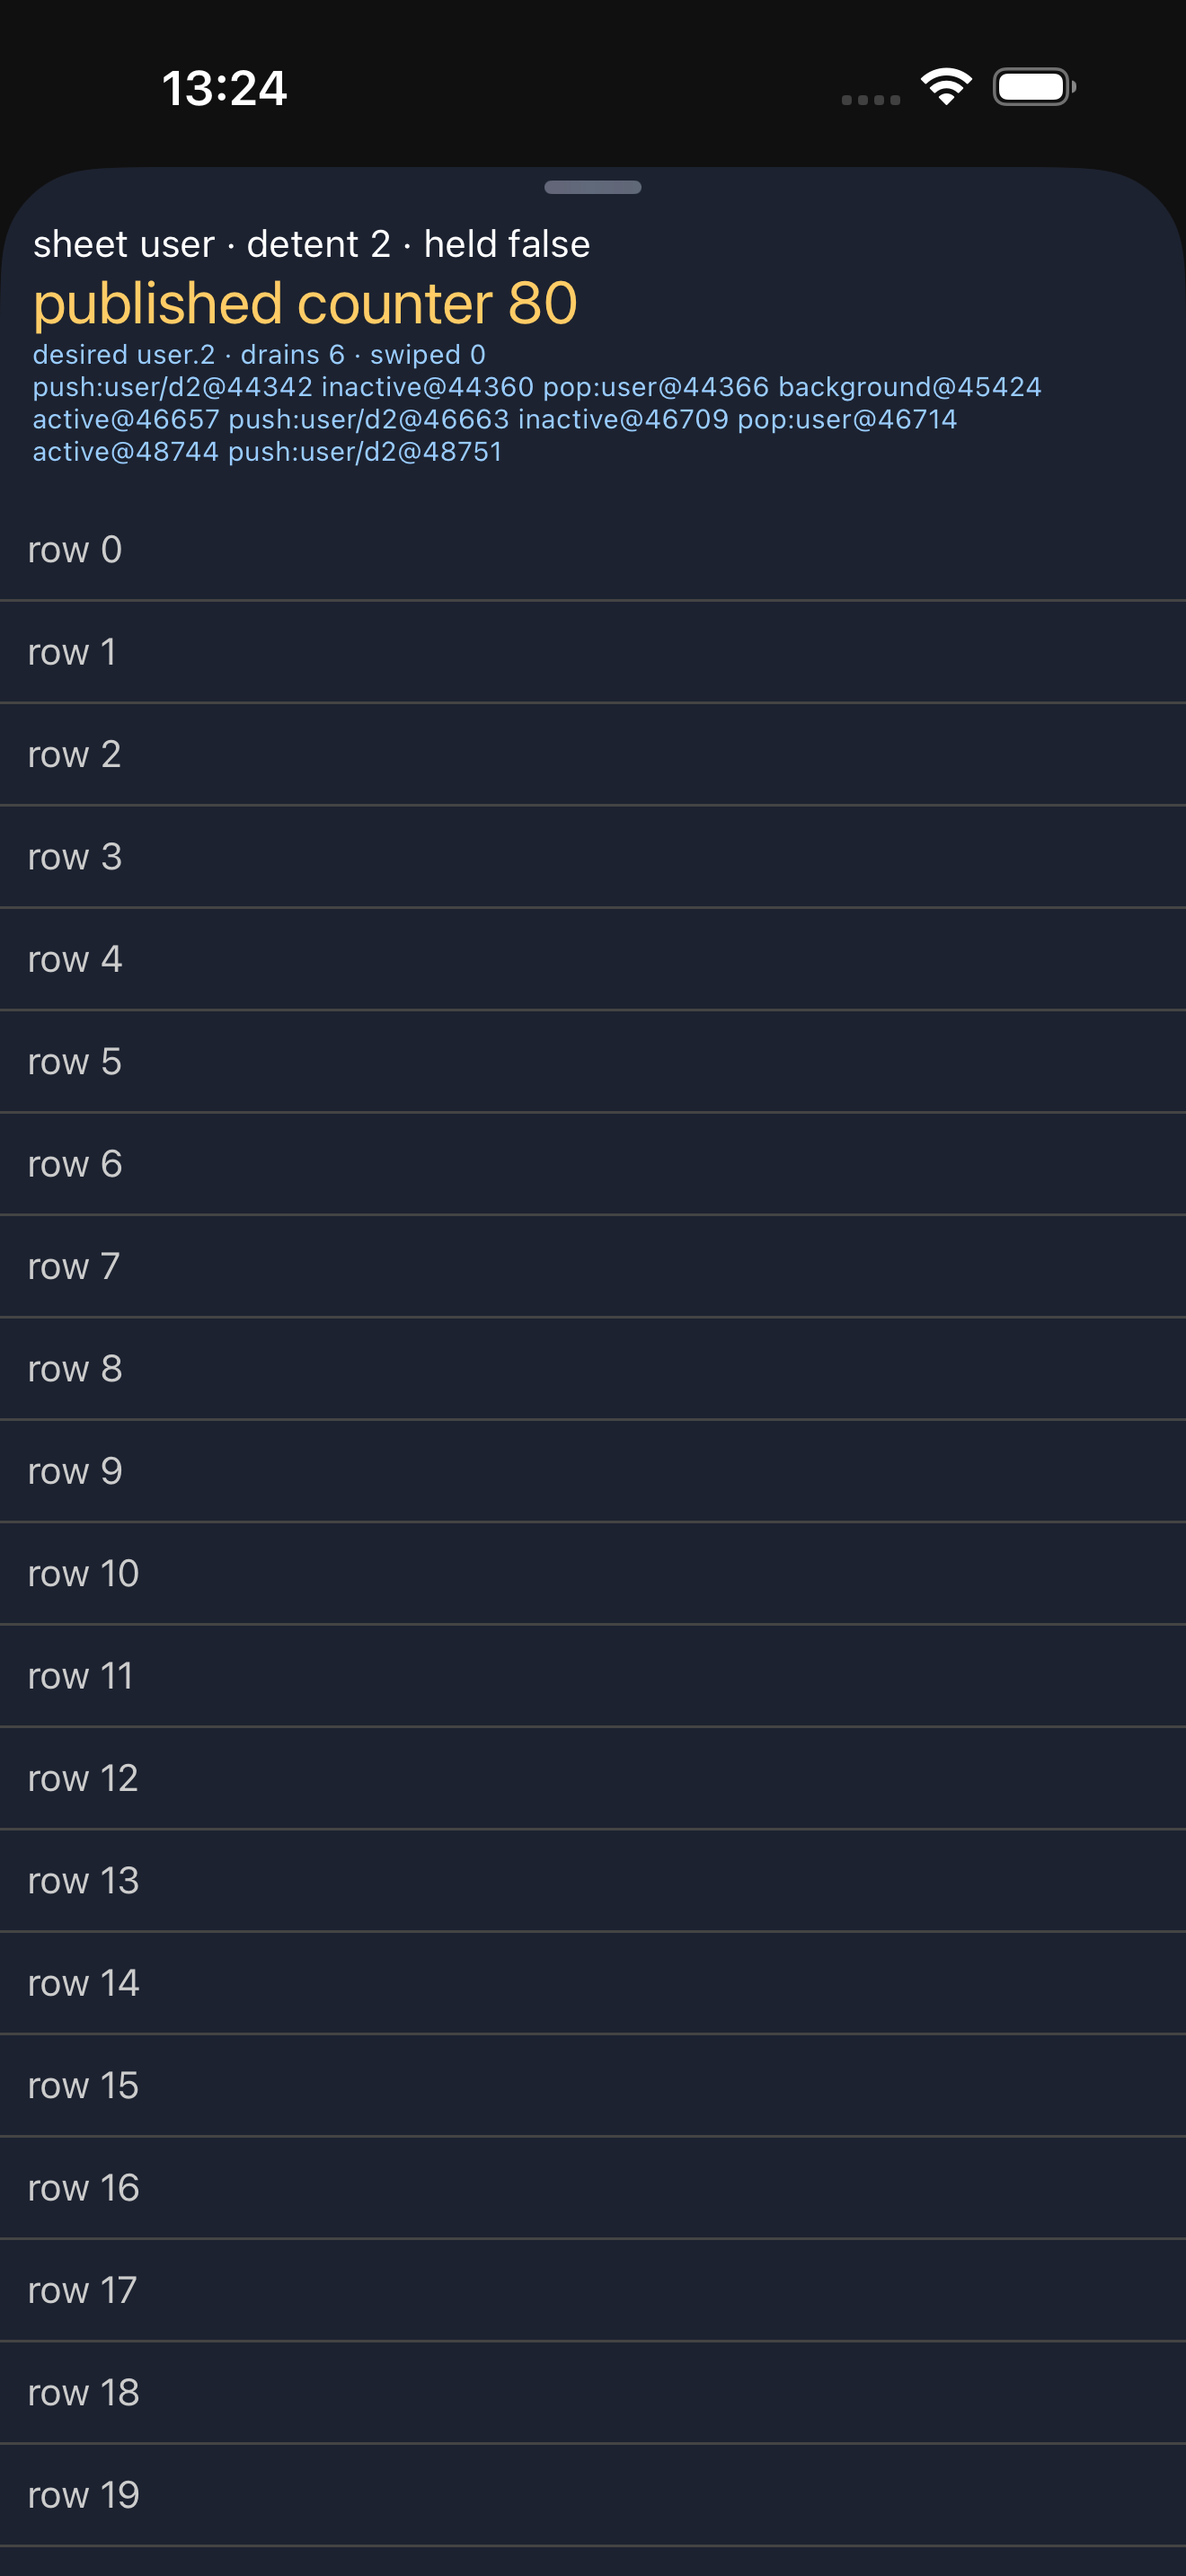 13:24
sheet user · detent 2 · held false
published counter 80
desired user.2 · drains 6 · swiped 0
push:user/d2@44342 inactive@44360 pop:user@44366 background@45424
active@46657 push:user/d2@46663 inactive@46709 pop:user@46714
active@48744 push:user/d2@48751
row 0
row 1
row 2
row 3
row 4
row 5
row 6
row 7
row 8
row 9
row 10
row 11
row 12
row 13
row 14
row 15
row 16
row 17
row 18
row 19